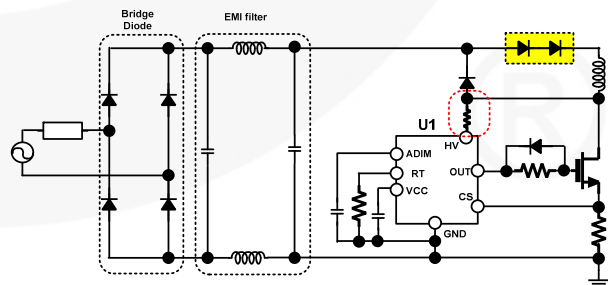 Bridge
Diode
EMI filter
U1
HV
ADIM
RT
VCC
OUT
CS
GND
R